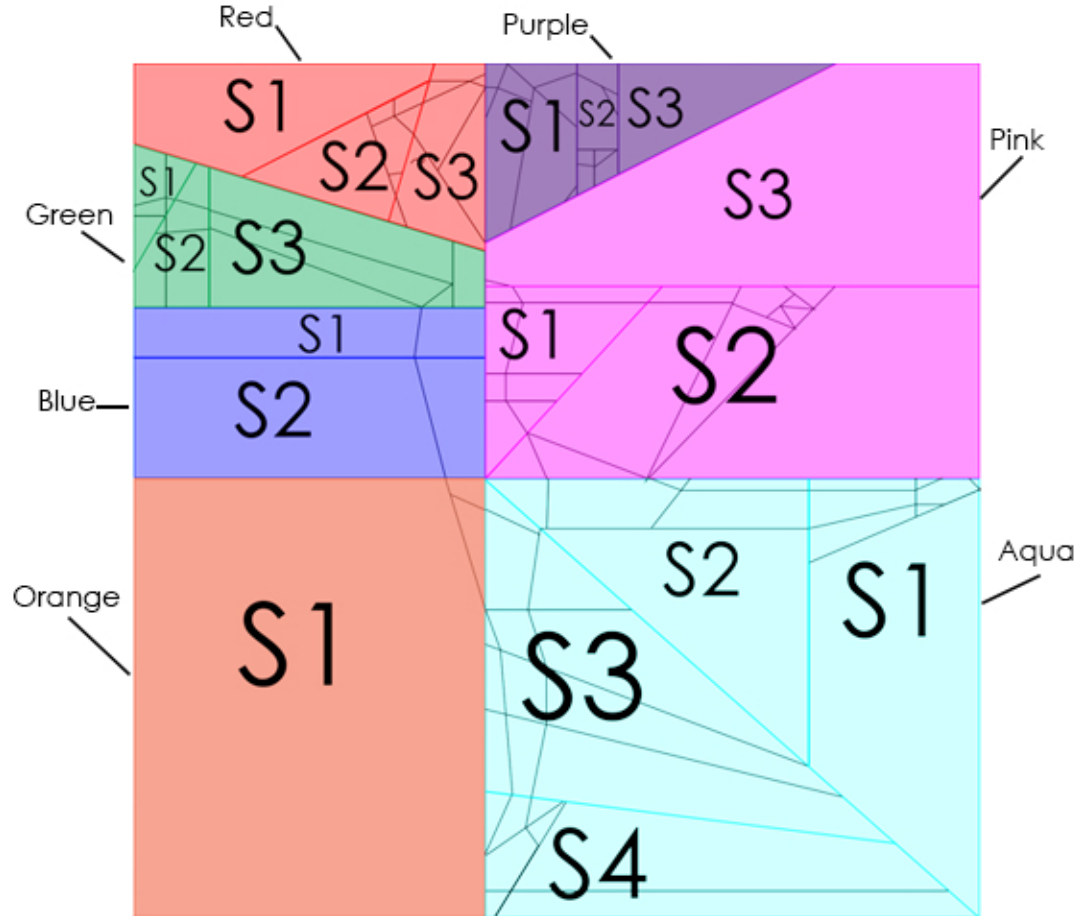 Red
Purple
S1
S1
S2
S3
Pink
S2
S3
S1
S3
Green
S2
S3
S1
S1
S2
Blue
S2
Aqua
S2
S1
Orange
S1
S3
S4